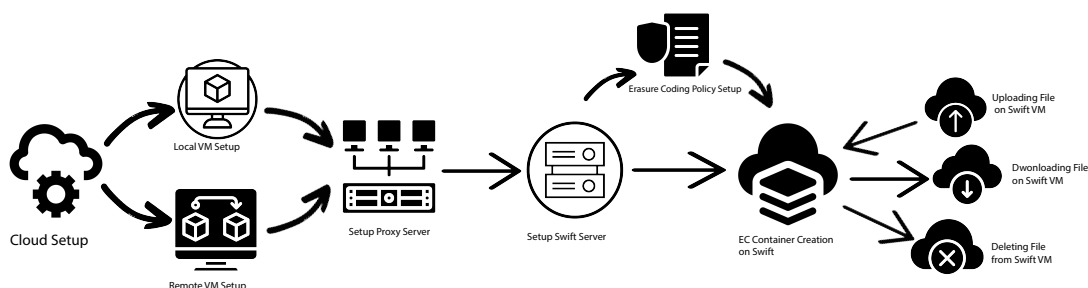 Cloud Setup
Local VM Setup
Remote VM Setup
Setup Proxy Server
Setup Swift Server
Erasure Coding Policy Setup
EC Container Creation
on Swift
Uploading File
on Swift VM
Dwonloading File
on Swift VM
Deleting File
from Swift VM